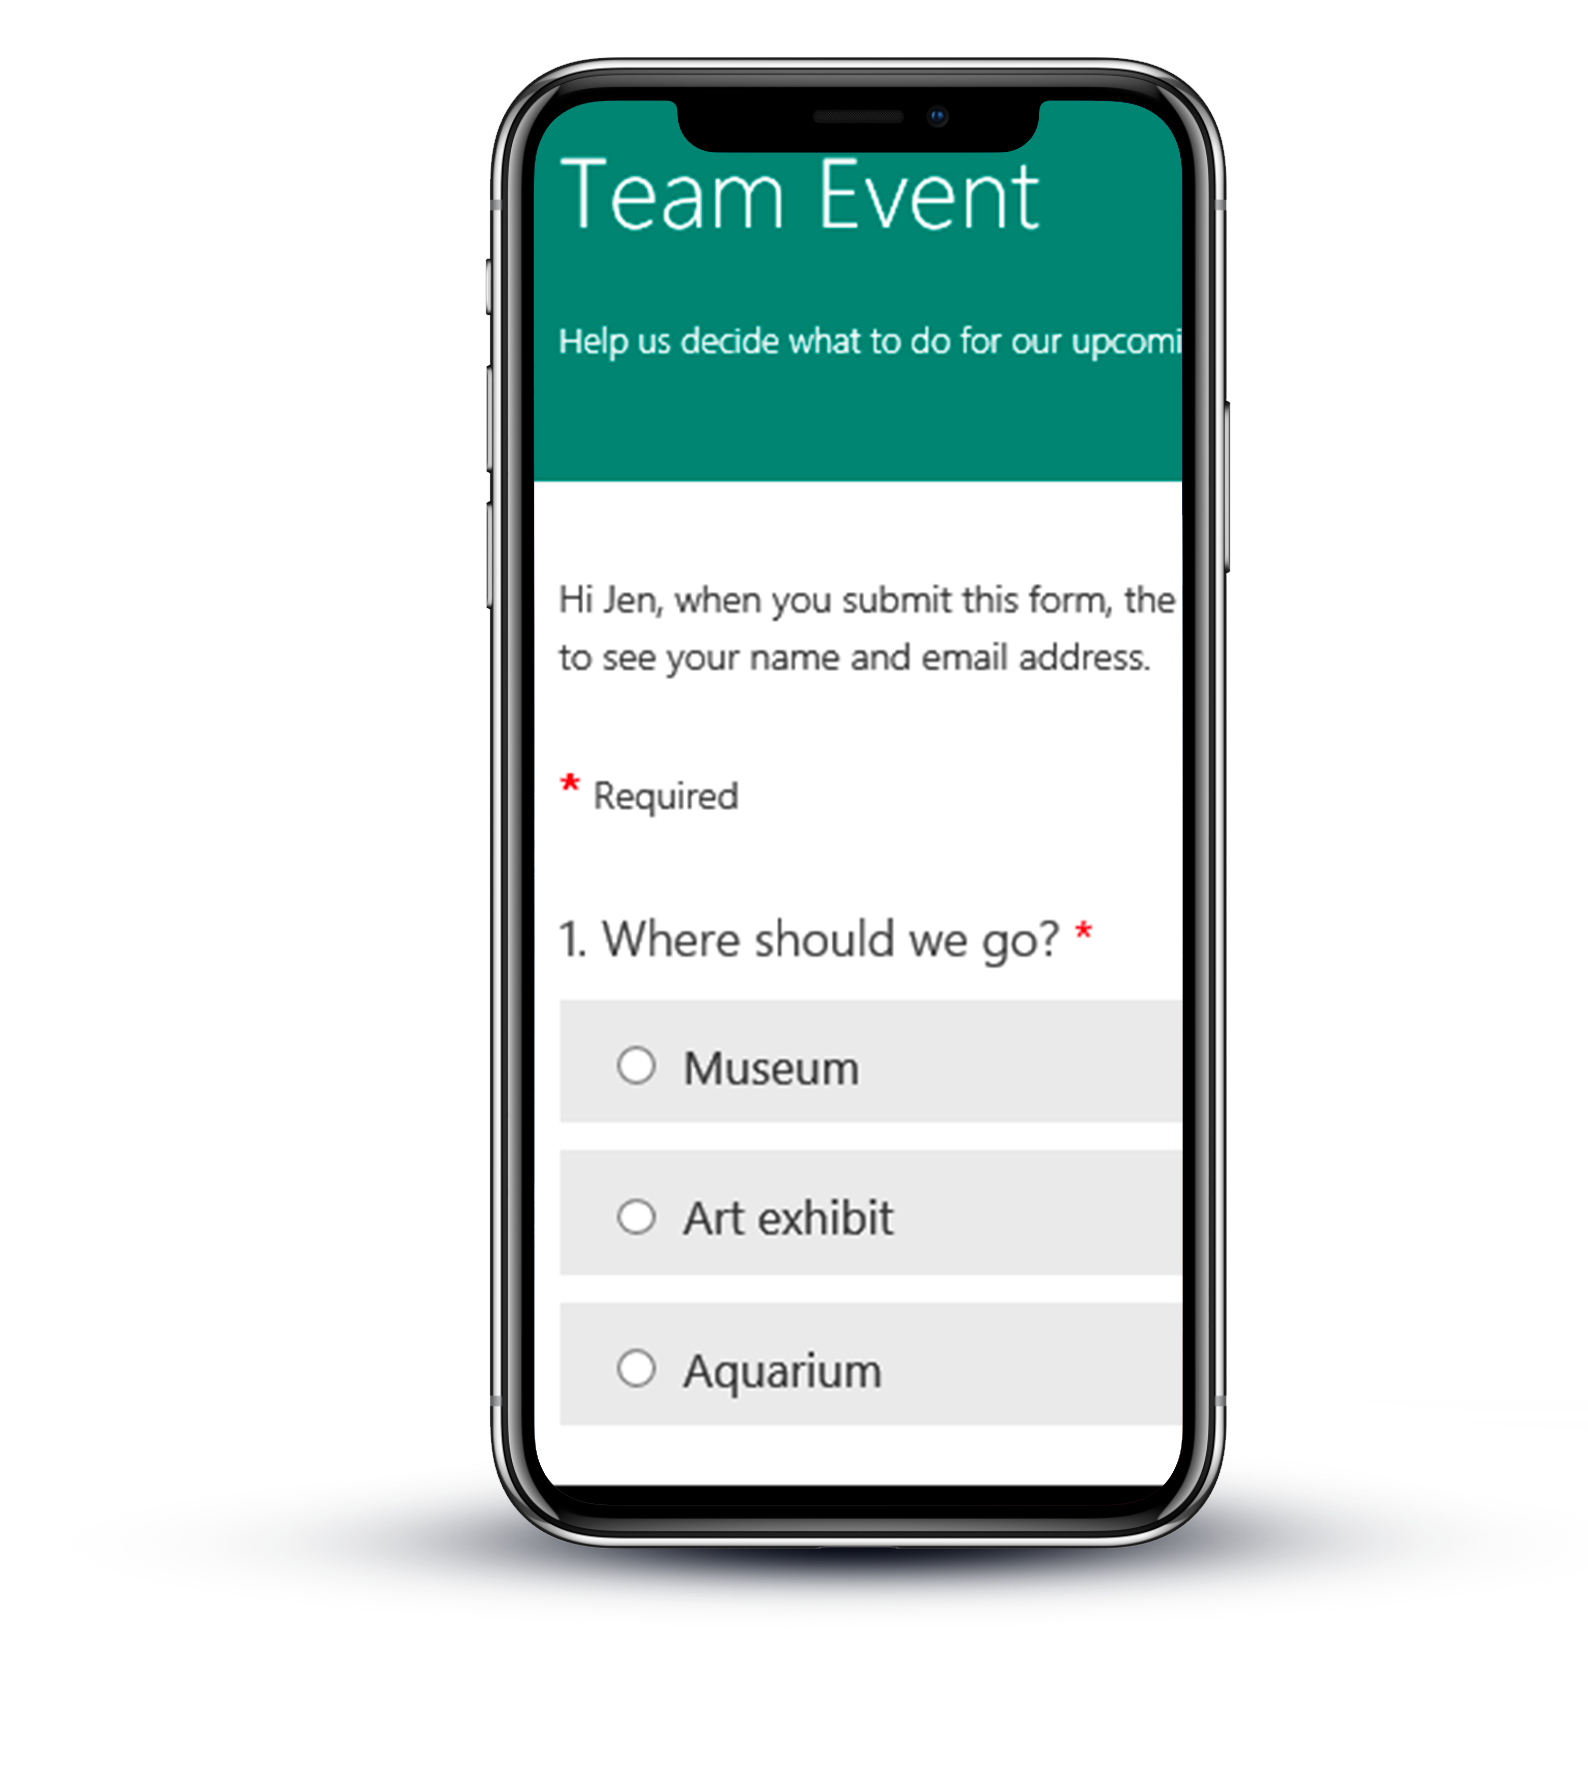 Team Event
Help us decide what to do for our upcomi
Hi Jen, when you submit this form, the
to see your name and email address.
* Required
1. Where should we go? *
Museum
Art exhibit
Aquarium